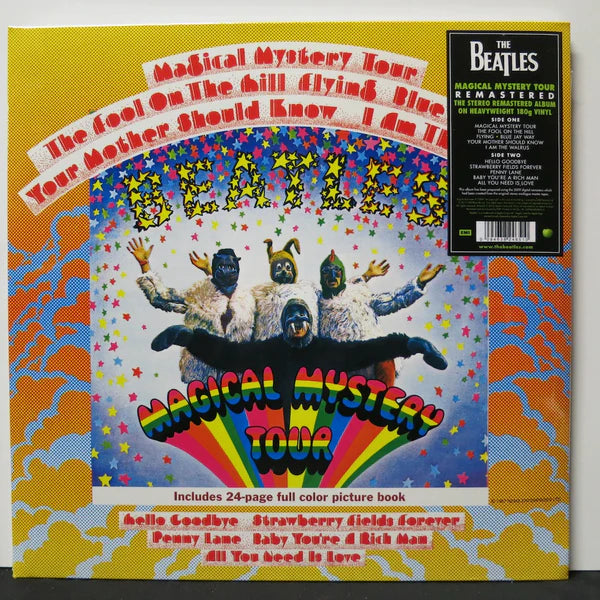 Magical Mystery Tour
The Fool On The Hill Flying Blue
Your Mother Should Know I Am Th
BEATLES
MAGICAL MYSTERY
TOUR
Includes 24-page full color picture book
Hello Goodbye Strawberry Fields Forever
Penny Lane Baby You're A Rich Man
All You Need Is Love
THE
BEATLES
MAGICAL MYSTERY TOUR
REMASTERED
THE STEREO REMASTERED ALBUM
ON HEAVYWEIGHT 180g VINYL
SIDE ONE
MAGICAL MYSTERY TOUR
THE FOOL ON THE HILL
FLYING • BLUE JAY WAY
YOUR MOTHER SHOULD KNOW
I AM THE WALRUS
SIDE TWO
HELLO GOODBYE
STRAWBERRY FIELDS FOREVER
PENNY LANE
BABY YOU'RE A RICH MAN
ALL YOU NEED IS LOVE
EMI
www.thebeatles.com